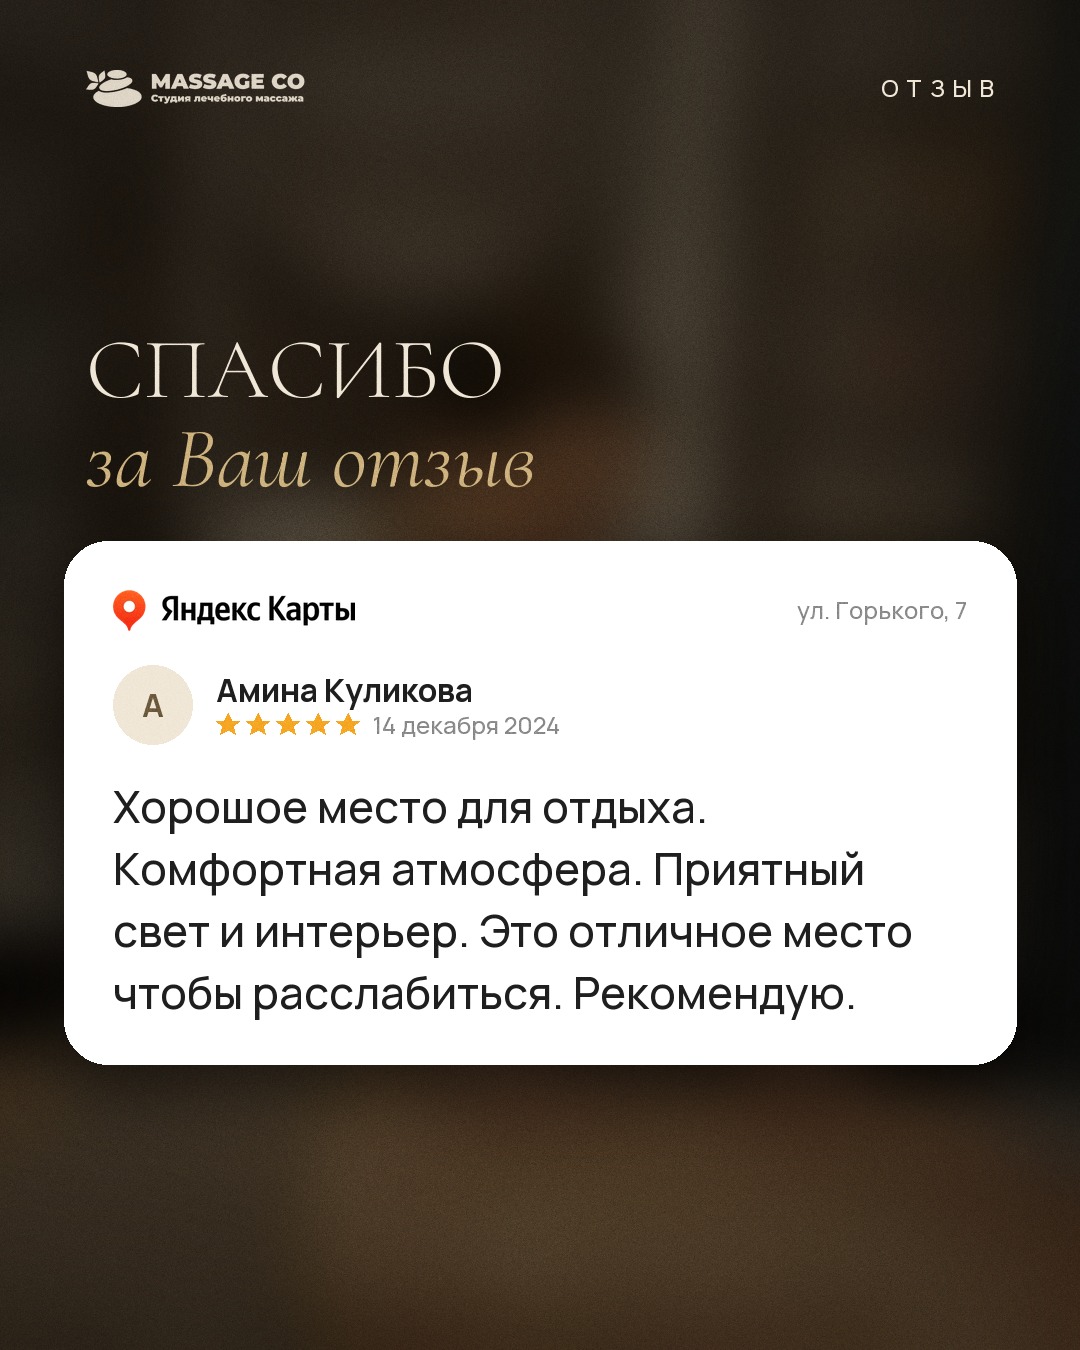 MASSAGE CO
Студия лечебного массажа
ОТЗЫВ
СПАСИБО
за Ваш отзыв
Яндекс Карты
ул. Горького, 7
А
Амина Куликова
14 декабря 2024
Хорошое место для отдыха.
Комфортная атмосфера. Приятный
свет и интерьер. Это отличное место
чтобы расслабиться. Рекомендую.